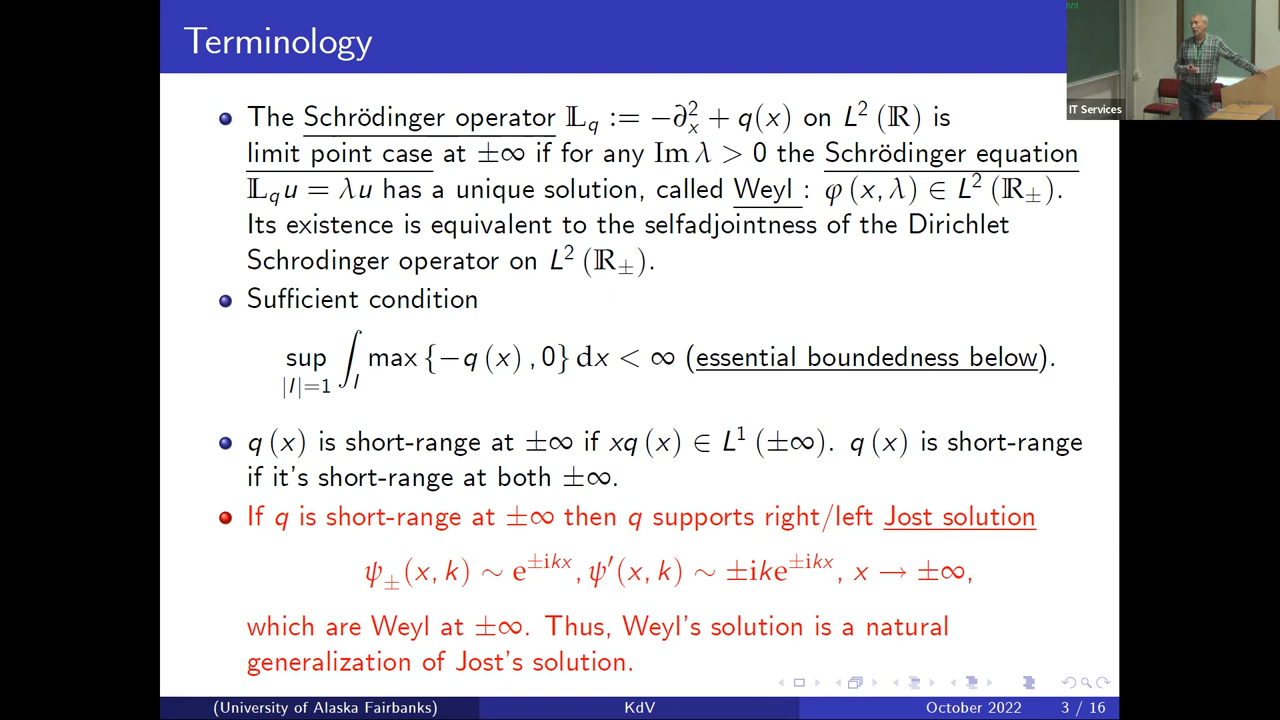 Terminology
The Schrödinger operator 𝕃_q := −∂_x^2 + q(x) on L^2 (ℝ) is
limit point case at ±∞ if for any Im λ > 0 the Schrödinger equation
𝕃_q u = λu has a unique solution, called Weyl : φ (x, λ) ∈ L^2 (ℝ_±).
Its existence is equivalent to the selfadjointness of the Dirichlet
Schrodinger operator on L^2 (ℝ_±).
Sufficient condition
sup_{|I|=1} ∫_I max {−q (x) , 0} dx < ∞ (essential boundedness below).
q (x) is short-range at ±∞ if xq (x) ∈ L^1 (±∞). q (x) is short-range
if it's short-range at both ±∞.
If q is short-range at ±∞ then q supports right/left Jost solution
ψ_±(x, k) ∼ e^{±ikx}, ψ′(x, k) ∼ ±ike^{±ikx}, x → ±∞,
which are Weyl at ±∞. Thus, Weyl's solution is a natural
generalization of Jost's solution.
(University of Alaska Fairbanks) KdV October 2022 3 / 16
IT Services